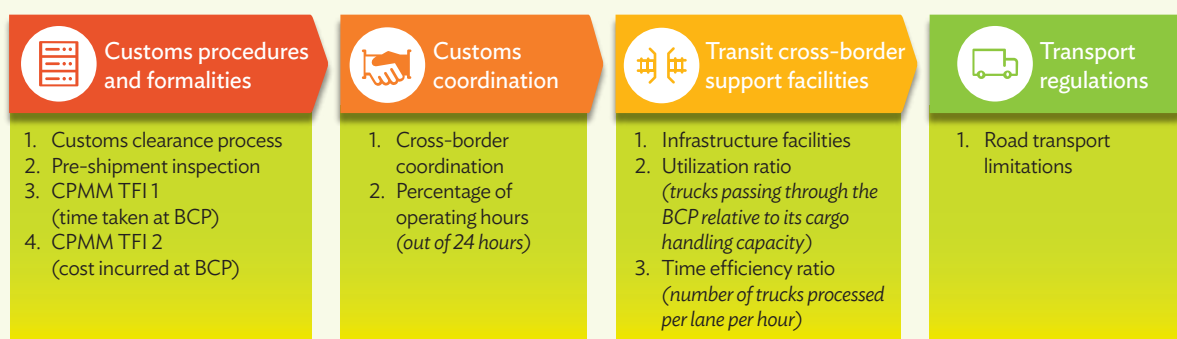 Customs procedures
and formalities
1. Customs clearance process
2. Pre-shipment inspection
3. CPMM TFI 1
(time taken at BCP)
4. CPMM TFI 2
(cost incurred at BCP)
Customs
coordination
1. Cross-border
coordination
2. Percentage of
operating hours
(out of 24 hours)
Transit cross-border
support facilities
1. Infrastructure facilities
2. Utilization ratio
(trucks passing through the
BCP relative to its cargo
handling capacity)
3. Time efficiency ratio
(number of trucks processed
per lane per hour)
Transport
regulations
1. Road transport
limitations